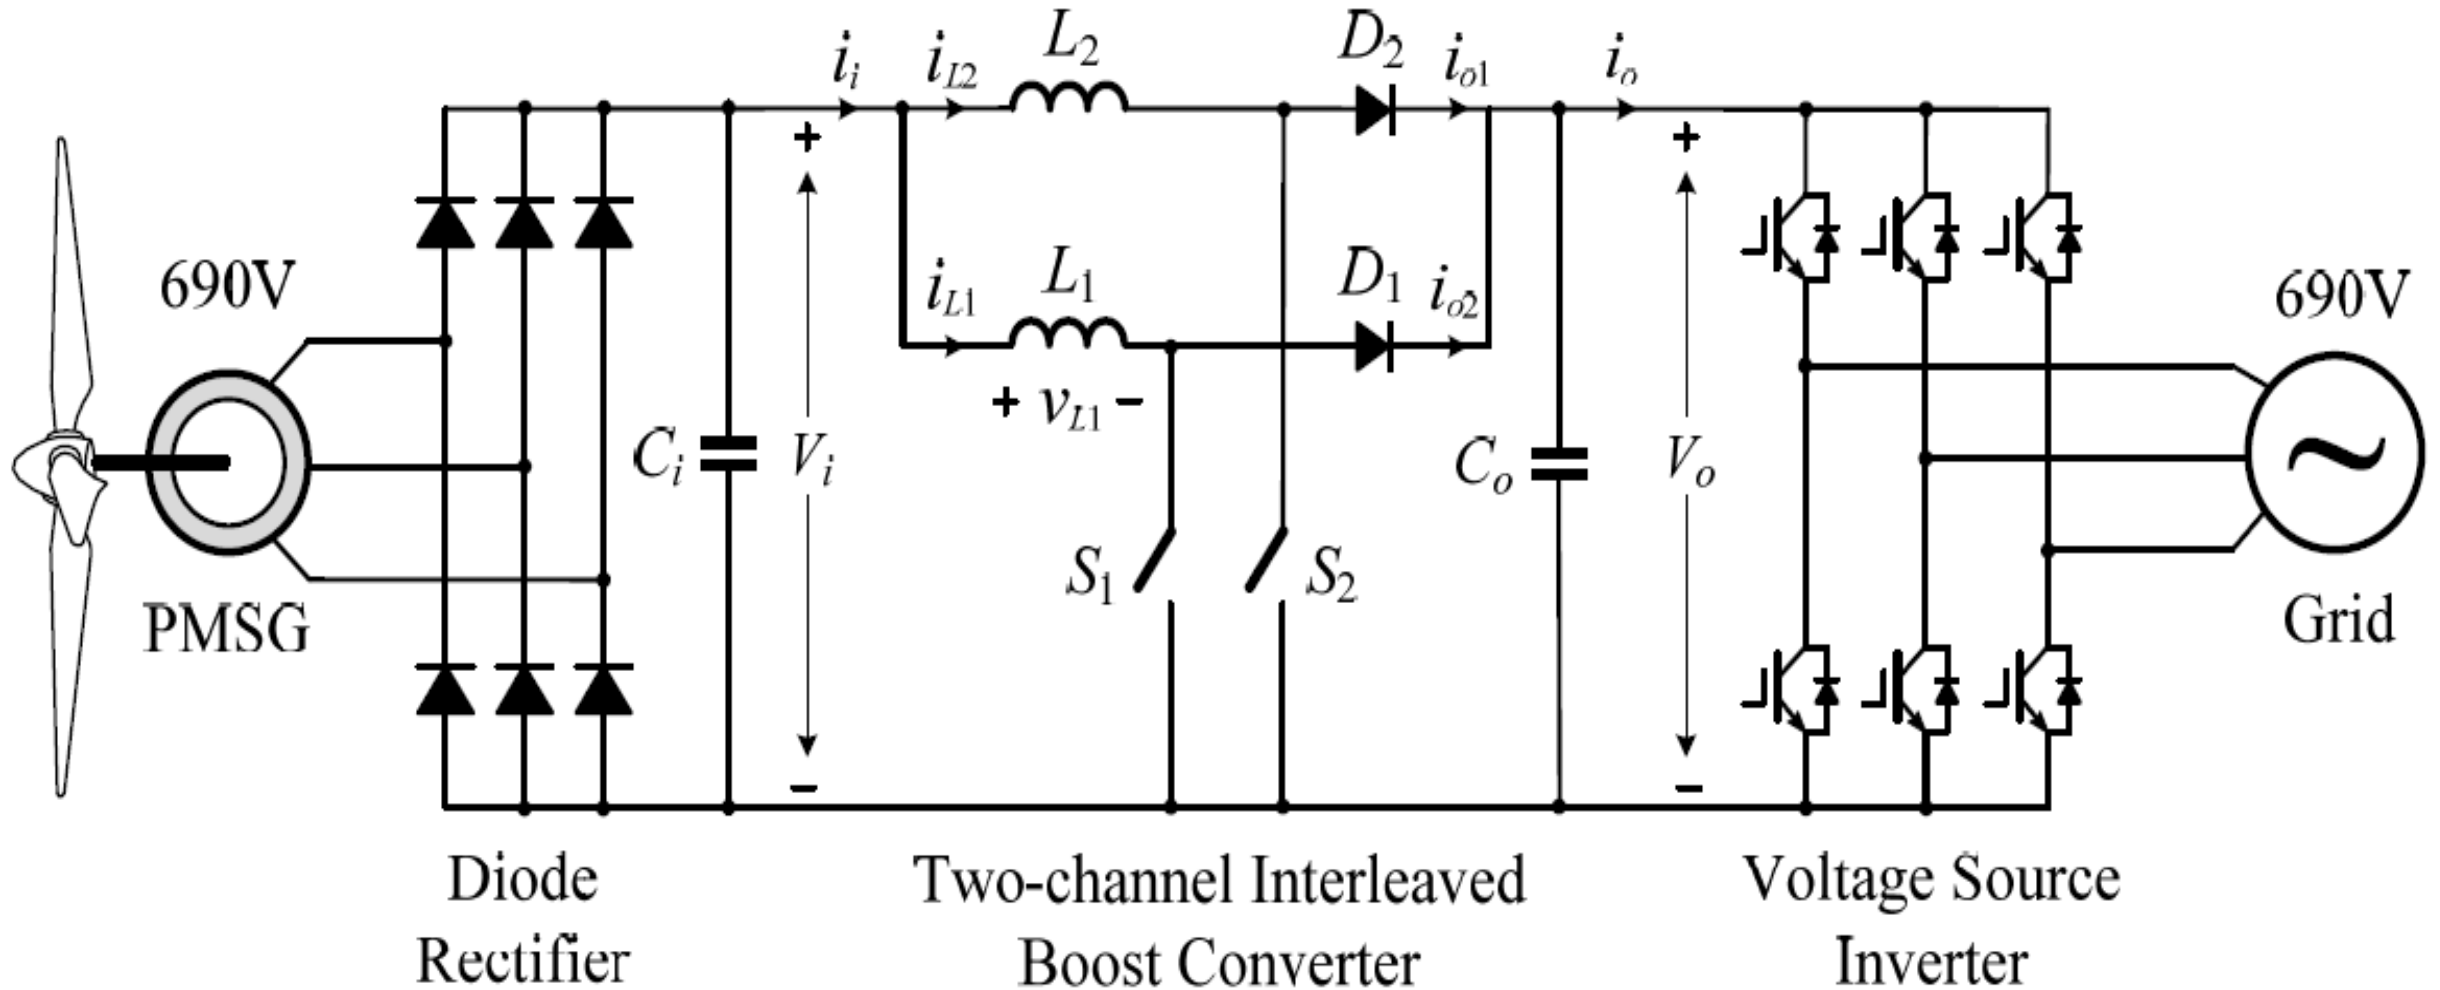 i_i
i_L2
L_2
D_2
i_o1
i_o
+
+
690V
i_L1
L_1
D_1
i_o2
690V
+ v_L1 −
C_i
V_i
C_o
V_o
~
S_1
S_2
PMSG
Grid
−
−
Diode
Rectifier
Two-channel Interleaved
Boost Converter
Voltage Source
Inverter